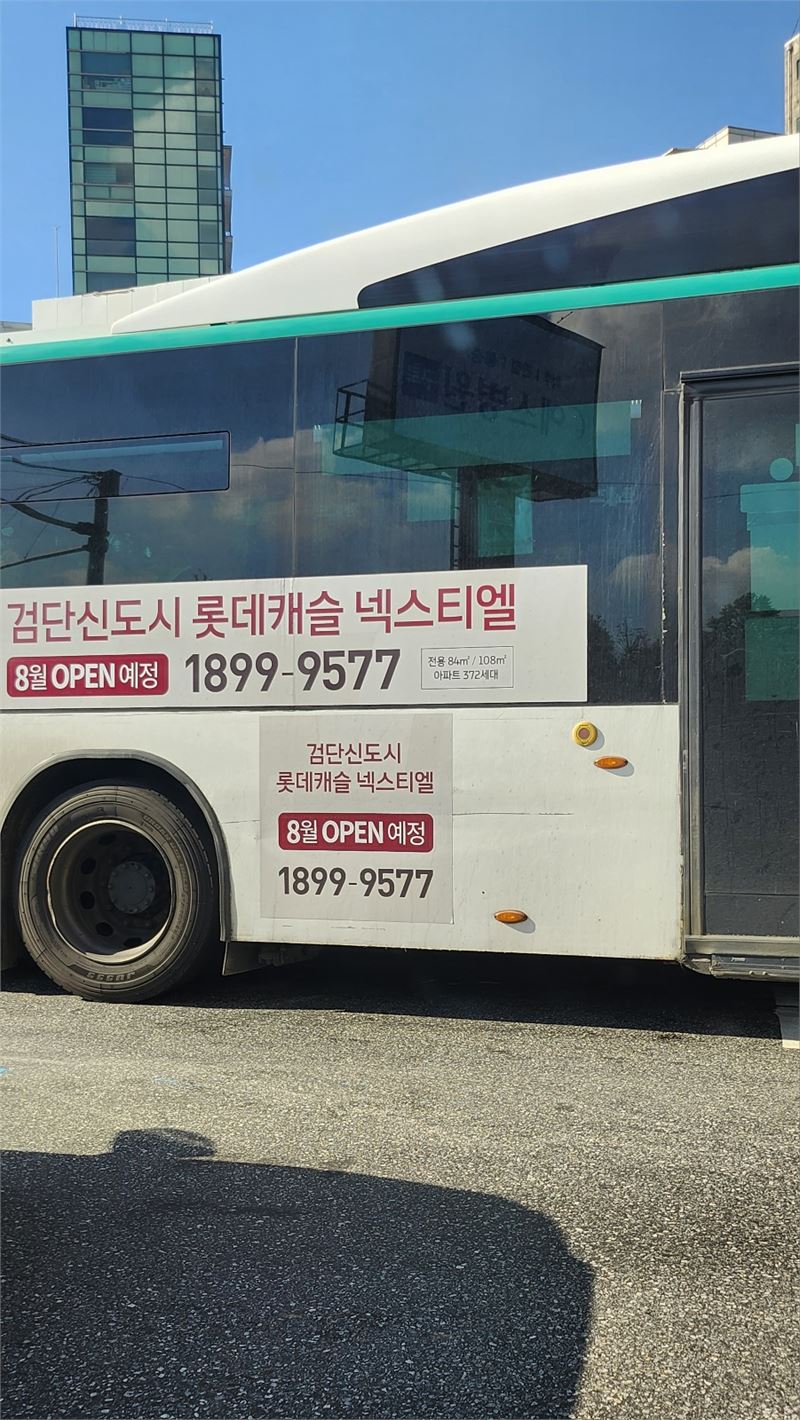 검단신도시 롯데캐슬 넥스티엘
8월 OPEN 예정 1899-9577 전용 84㎡ / 108㎡
아파트 372세대
검단신도시
롯데캐슬 넥스티엘
8월 OPEN 예정
1899-9577